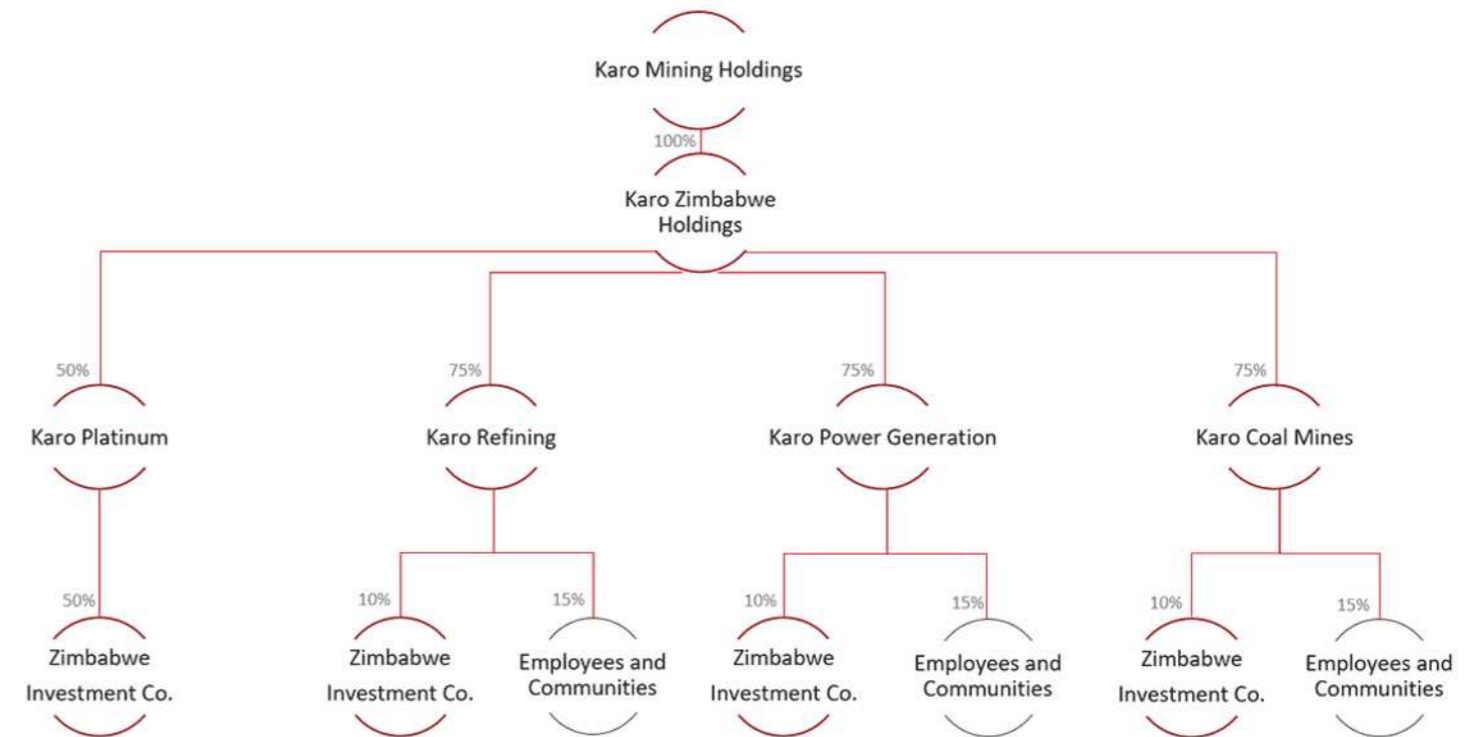 Karo Mining Holdings
100%
Karo Zimbabwe
Holdings
50%
75%
75%
75%
Karo Platinum
Karo Refining
Karo Power Generation
Karo Coal Mines
50%
10%
15%
10%
15%
10%
15%
Zimbabwe
Investment Co.
Zimbabwe
Investment Co.
Employees and
Communities
Zimbabwe
Investment Co.
Employees and
Communities
Zimbabwe
Investment Co.
Employees and
Communities